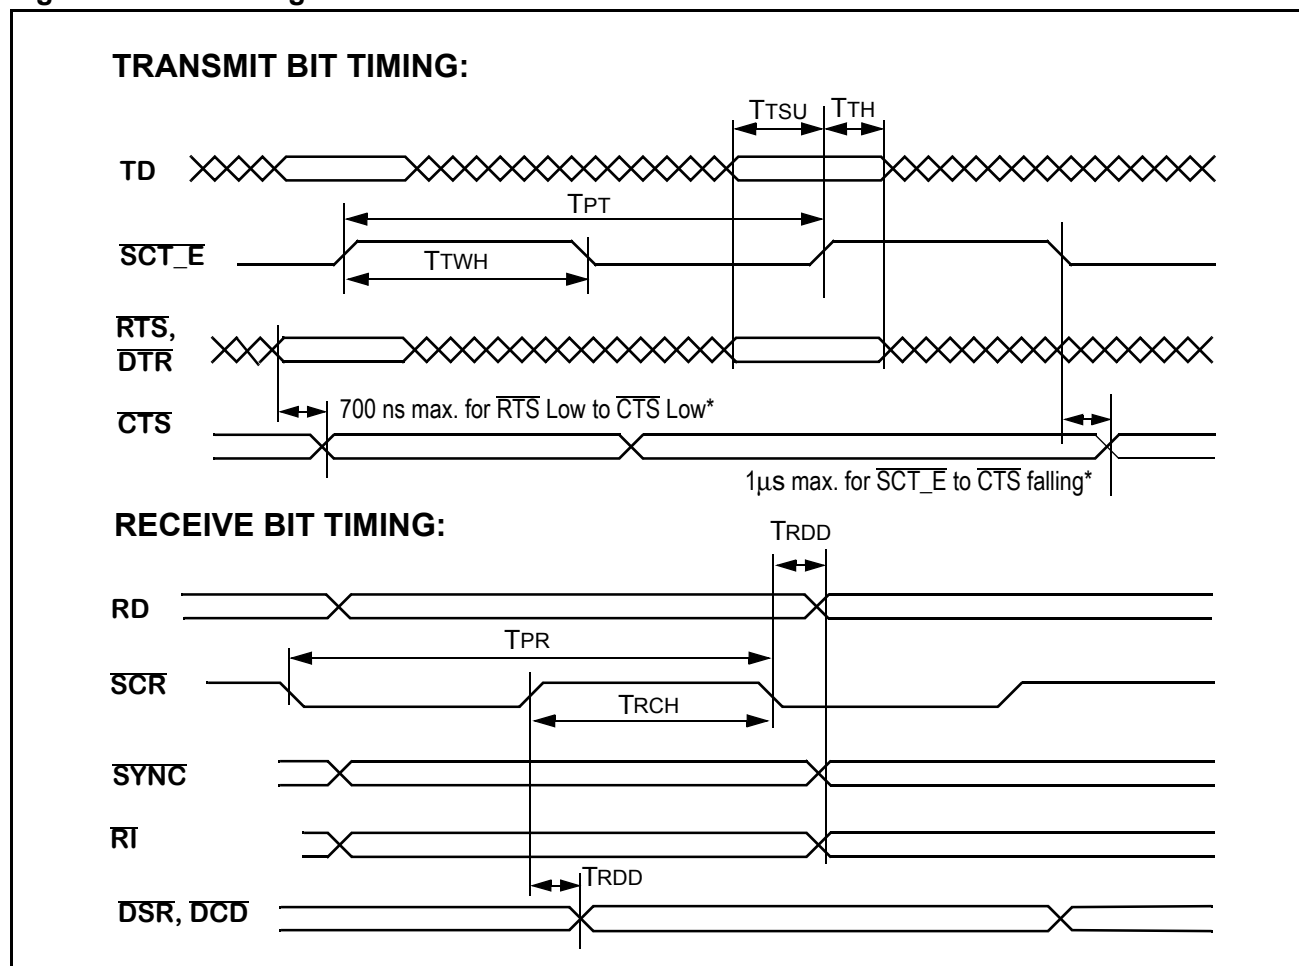 TRANSMIT BIT TIMING:
TTSU TTH
TD
TPT
SCT_E
TTWH
RTS,
DTR
700 ns max. for RTS Low to CTS Low*
CTS
1µs max. for SCT_E to CTS falling*
RECEIVE BIT TIMING:
TRDD
RD
TPR
SCR
TRCH
SYNC
RI
TRDD
DSR, DCD